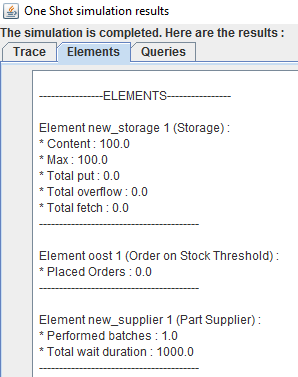 One Shot simulation results
The simulation is completed. Here are the results :
Trace Elements Queries
----------------ELEMENTS----------------
Element new_storage 1 (Storage) :
* Content : 100.0
* Max : 100.0
* Total put : 0.0
* Total overflow : 0.0
* Total fetch : 0.0
----------------------------------------
Element oost 1 (Order on Stock Threshold) :
* Placed Orders : 0.0
----------------------------------------
Element new_supplier 1 (Part Supplier) :
* Performed batches : 1.0
* Total wait duration : 1000.0
----------------------------------------